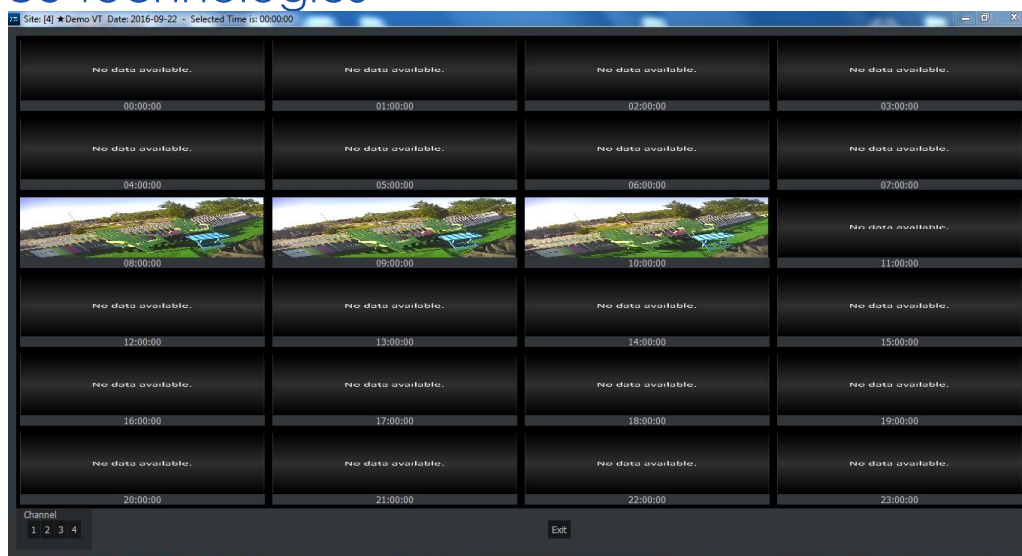 Technologies
Site: [4] ★Demo VT Date: 2016-09-22 - Selected Time is: 00:00:00
No data available. No data available. No data available. No data available.
00:00:00 01:00:00 02:00:00 03:00:00
No data available. No data available. No data available. No data available.
04:00:00 05:00:00 06:00:00 07:00:00
No data available.
08:00:00 09:00:00 10:00:00 11:00:00
No data available. No data available. No data available. No data available.
12:00:00 13:00:00 14:00:00 15:00:00
No data available. No data available. No data available. No data available.
16:00:00 17:00:00 18:00:00 19:00:00
No data available. No data available. No data available. No data available.
20:00:00 21:00:00 22:00:00 23:00:00
Channel
1 2 3 4 Exit